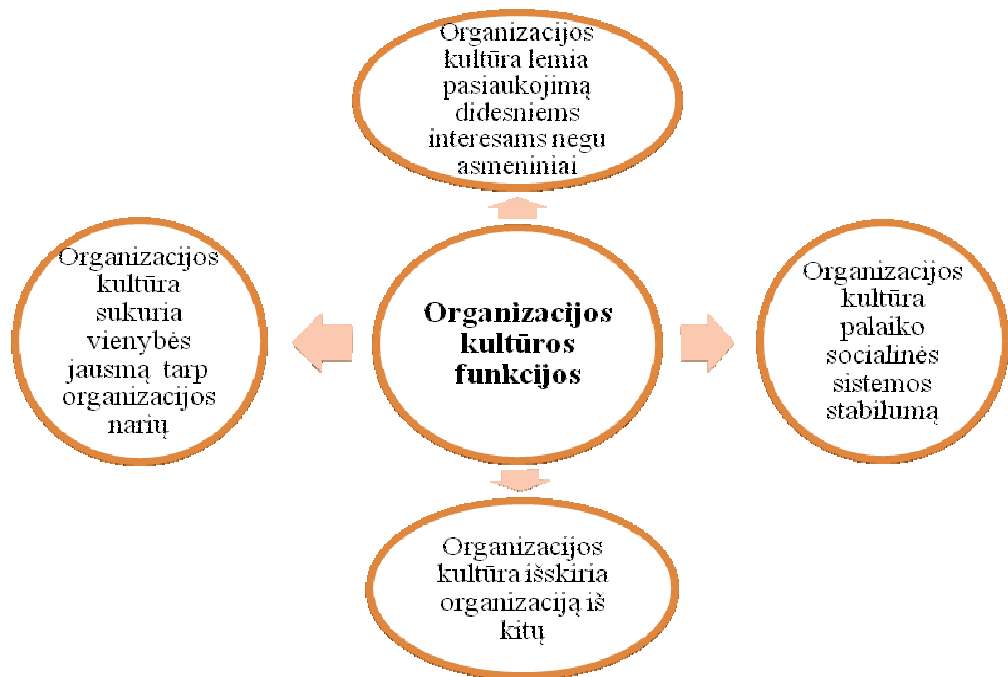 Organizacijos
kultūra lemia
pasiaukojimą
didesniems
interesams negu
asmeniniai
Organizacijos
kultūra
sukuria
vienybės
jausmą tarp
organizacijos
narių
Organizacijos
kultūros
funkcijos
Organizacijos
kultūra
palaiko
socialinės
sistemos
stabilumą
Organizacijos
kultūra išskiria
organizaciją iš
kitų